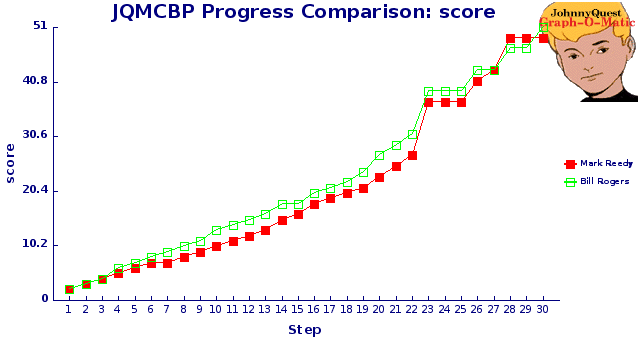 JQMCBP Progress Comparison: score
JohnnyQuest
Graph-O-Matic
51
40.8
30.6
20.4
10.2
0
score
Mark Reedy
Bill Rogers
1 2 3 4 5 6 7 8 9 10 11 12 13 14 15 16 17 18 19 20 21 22 23 24 25 26 27 28 29 30
Step